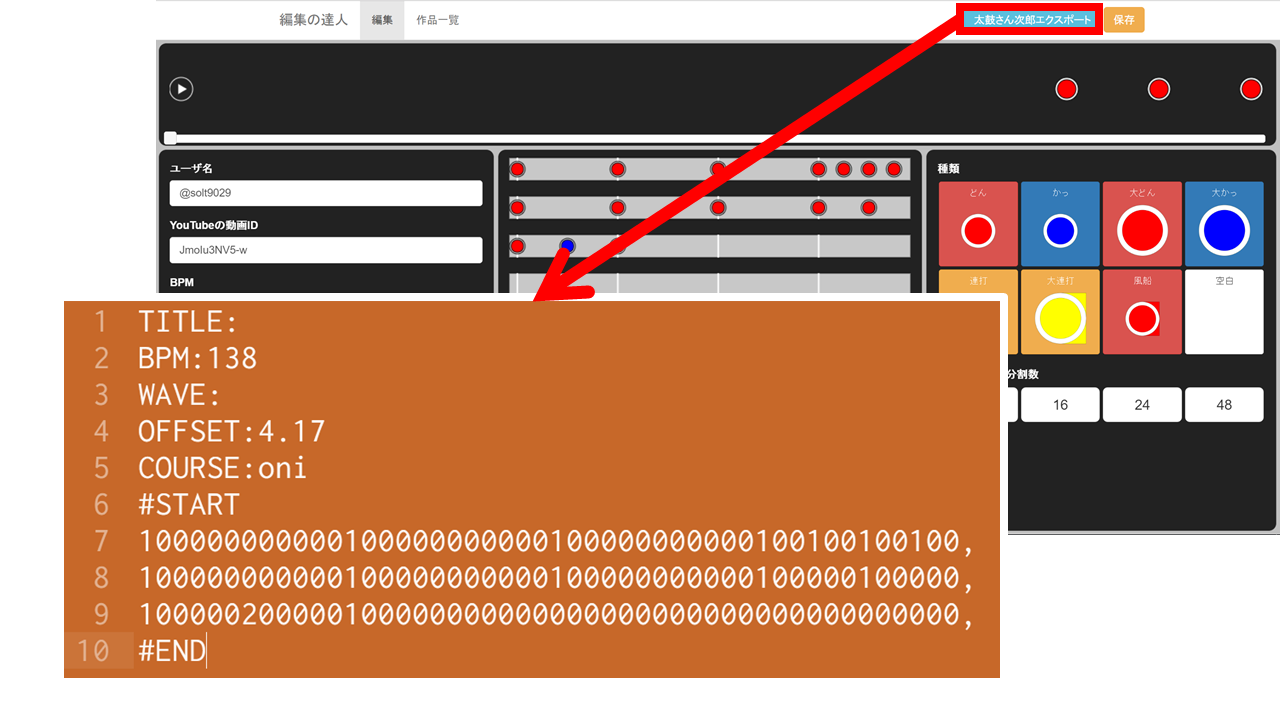 編集の達人
編集
作品一覧
太鼓さん次郎エクスポート
保存
ユーザ名
@solt9029
YouTubeの動画ID
JmoIu3NV5-w
BPM
種類
どん
かっ
大どん
大かっ
連打
大連打
風船
空白
分割数
16
24
48
1 TITLE:
2 BPM:138
3 WAVE:
4 OFFSET:4.17
5 COURSE:oni
6 #START
7 100000000000100000000000100000000000100100100100,
8 100000000000100000000000100000000000100000100000,
9 100000200000100000000000000000000000000000000000,
10 #END